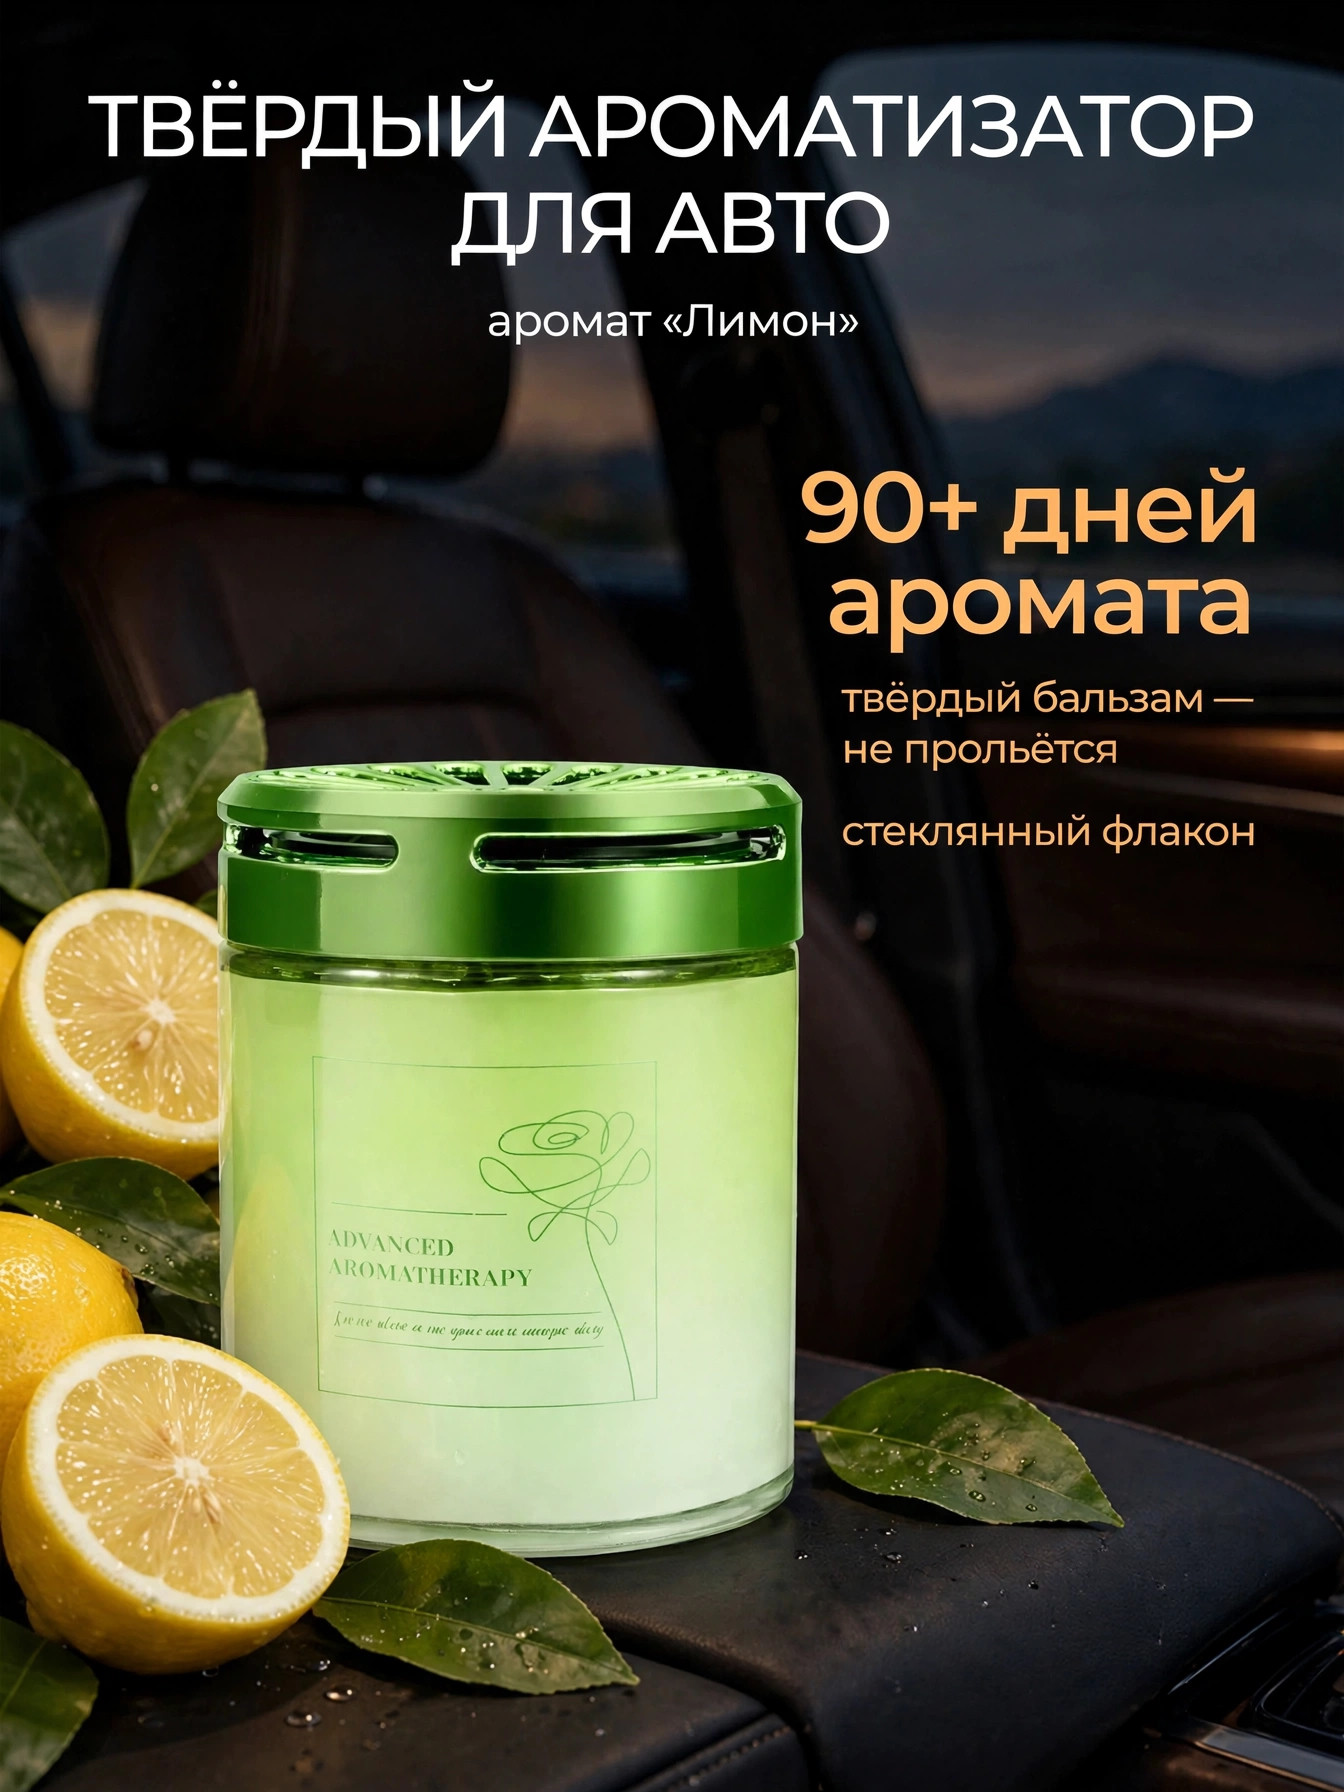 ТВЁРДЫЙ АРОМАТИЗАТОР
ДЛЯ АВТО
аромат «Лимон»
90+ дней
аромата
твёрдый бальзам —
не прольётся
стеклянный флакон
ADVANCED
AROMATHERAPY